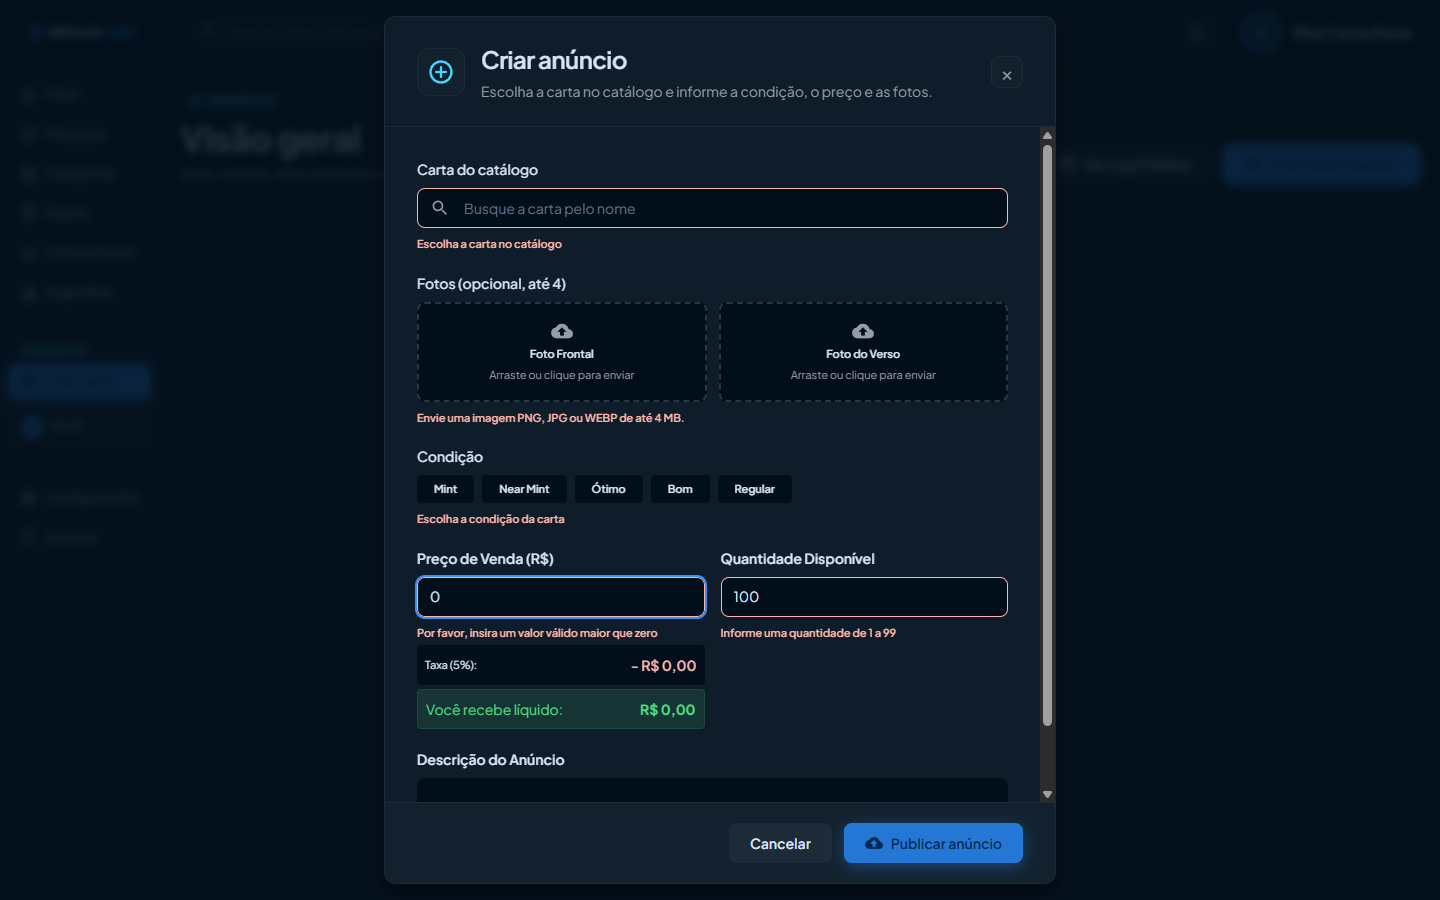 Criar anúncio
Escolha a carta no catálogo e informe a condição, o preço e as fotos.
×
Visão geral
Carta do catálogo
Busque a carta pelo nome
Escolha a carta no catálogo
Fotos (opcional, até 4)
Foto Frontal
Arraste ou clique para enviar
Foto do Verso
Arraste ou clique para enviar
Envie uma imagem PNG, JPG ou WEBP de até 4 MB.
Condição
Mint
Near Mint
Ótimo
Bom
Regular
Escolha a condição da carta
Preço de Venda (R$)
Quantidade Disponível
0
100
Por favor, insira um valor válido maior que zero
Informe uma quantidade de 1 a 99
Taxa (5%): - R$ 0,00
Você recebe líquido: R$ 0,00
Descrição do Anúncio
Cancelar
Publicar anúncio